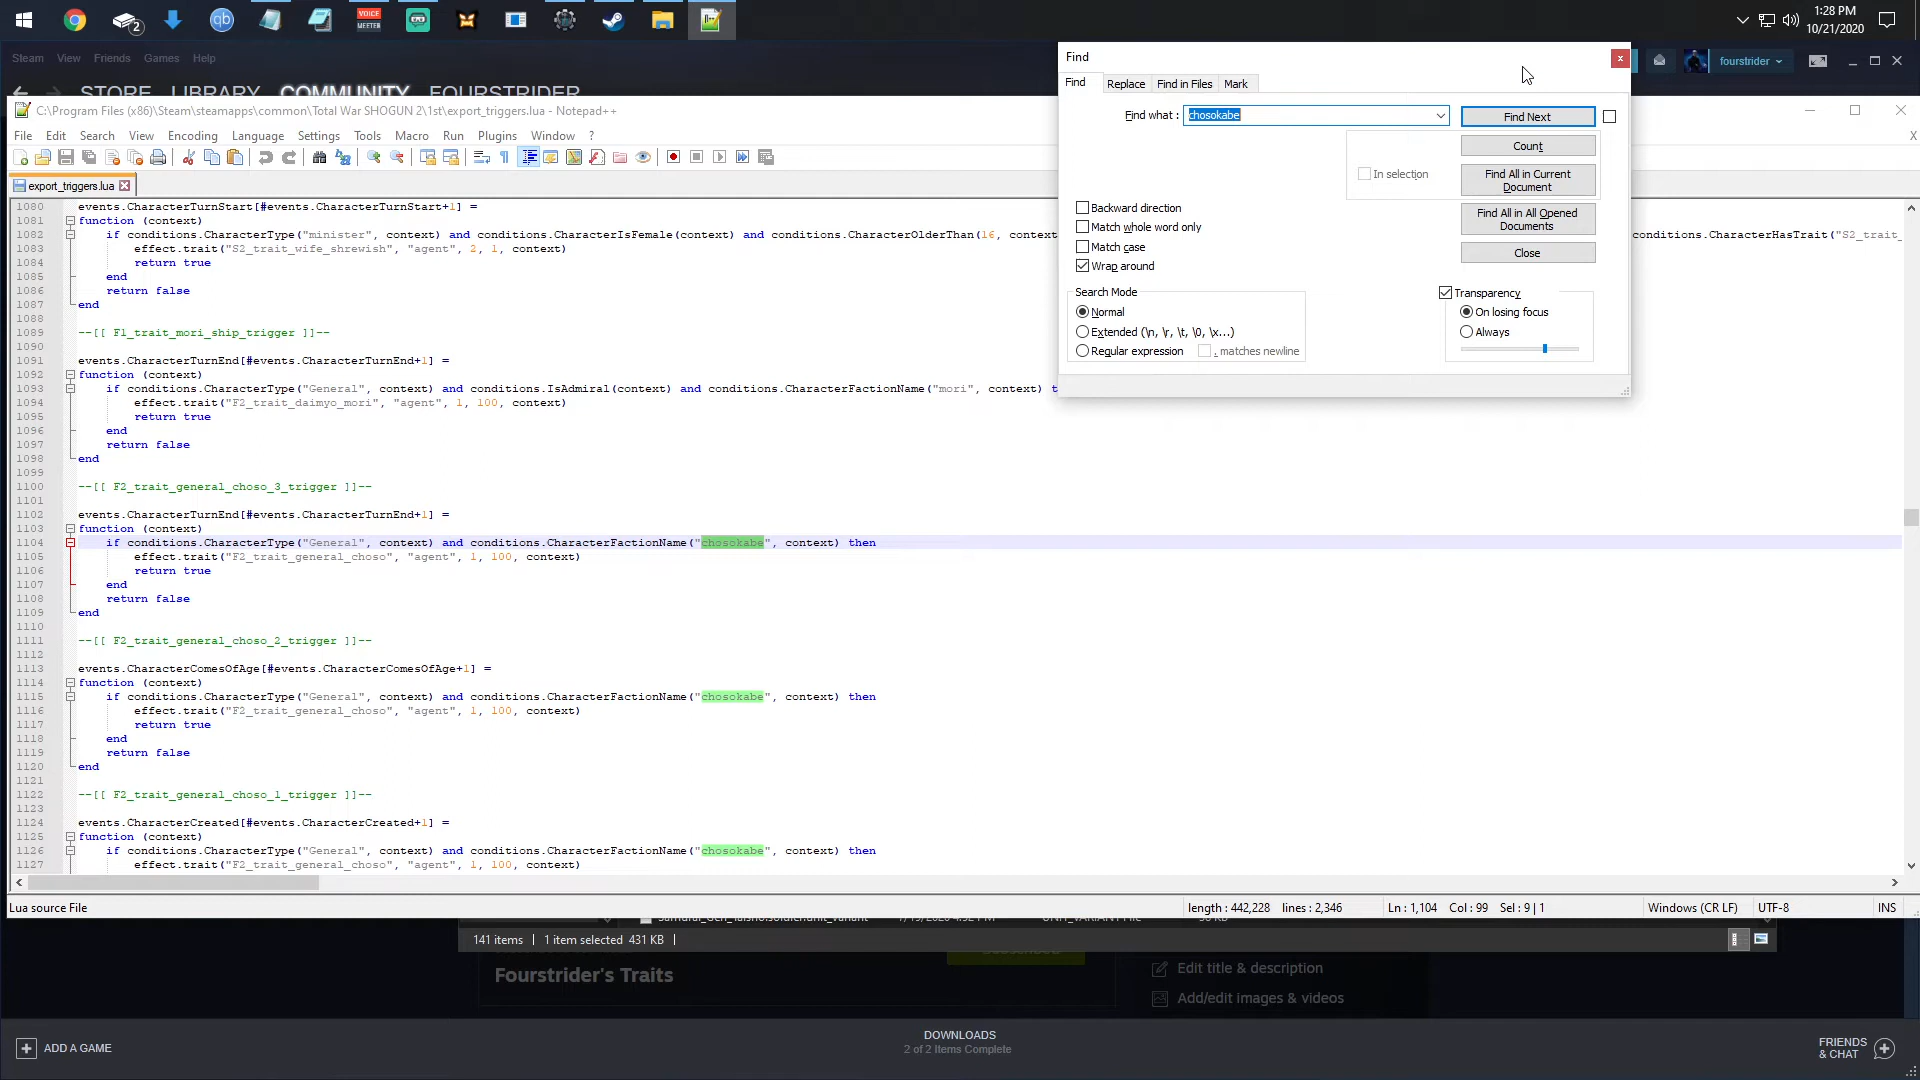 2
VOICE
MEETER
1:28 PM
10/21/2020
Steam View Friends Games Help
fourstrider
STORE LIBRARY COMMUNITY FOURSTRIDER
C:\Program Files (x86)\Steam\steamapps\common\Total War SHOGUN 2\1st\export_triggers.lua - Notepad++
File Edit Search View Encoding Language Settings Tools Macro Run Plugins Window ?
X
export_triggers.lua
1080 events.CharacterTurnStart[#events.CharacterTurnStart+1] =
1081 function (context)
1082 if conditions.CharacterType("minister", context) and conditions.CharacterIsFemale(context) and conditions.CharacterOlderThan(16, context conditions.CharacterHasTrait("S2_trait_
1083 effect.trait("S2_trait_wife_shrewish", "agent", 2, 1, context)
1084 return true
1085 end
1086 return false
1087 end
1088
1089 --[[ F1_trait_mori_ship_trigger ]]--
1090
1091 events.CharacterTurnEnd[#events.CharacterTurnEnd+1] =
1092 function (context)
1093 if conditions.CharacterType("General", context) and conditions.IsAdmiral(context) and conditions.CharacterFactionName("mori", context) t
1094 effect.trait("F2_trait_daimyo_mori", "agent", 1, 100, context)
1095 return true
1096 end
1097 return false
1098 end
1099
1100 --[[ F2_trait_general_choso_3_trigger ]]--
1101
1102 events.CharacterTurnEnd[#events.CharacterTurnEnd+1] =
1103 function (context)
1104 if conditions.CharacterType("General", context) and conditions.CharacterFactionName("chosokabe", context) then
1105 effect.trait("F2_trait_general_choso", "agent", 1, 100, context)
1106 return true
1107 end
1108 return false
1109 end
1110
1111 --[[ F2_trait_general_choso_2_trigger ]]--
1112
1113 events.CharacterComesOfAge[#events.CharacterComesOfAge+1] =
1114 function (context)
1115 if conditions.CharacterType("General", context) and conditions.CharacterFactionName("chosokabe", context) then
1116 effect.trait("F2_trait_general_choso", "agent", 1, 100, context)
1117 return true
1118 end
1119 return false
1120 end
1121
1122 --[[ F2_trait_general_choso_1_trigger ]]--
1123
1124 events.CharacterCreated[#events.CharacterCreated+1] =
1125 function (context)
1126 if conditions.CharacterType("General", context) and conditions.CharacterFactionName("chosokabe", context) then
1127 effect.trait("F2_trait_general_choso", "agent", 1, 100, context)
Find
Find Replace Find in Files Mark
Find what : chosokabe Find Next
Count
In selection
Find All in Current
Document
Backward direction
Find All in All Opened
Documents
Match whole word only
Match case
Close
Wrap around
Search Mode
Transparency
Normal
On losing focus
Extended (\n, \r, \t, \0, \x...)
Always
Regular expression . matches newline
Lua source File length : 442,228 lines : 2,346 Ln : 1,104 Col : 99 Sel : 9 | 1 Windows (CR LF) UTF-8 INS
141 items 1 item selected 431 KB
Fourstrider's Traits
Edit title & description
Add/edit images & videos
ADD A GAME
DOWNLOADS
2 of 2 Items Complete
FRIENDS
& CHAT